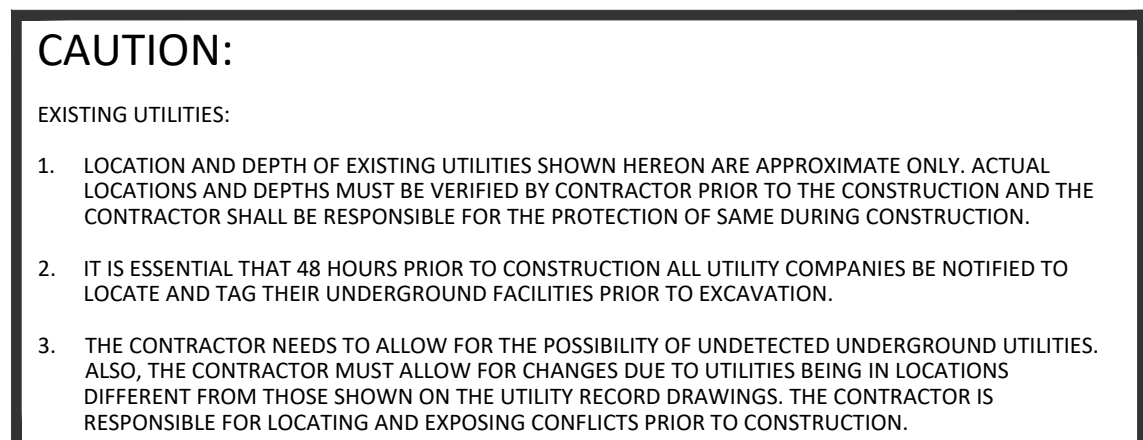 CAUTION:
EXISTING UTILITIES:
1. LOCATION AND DEPTH OF EXISTING UTILITIES SHOWN HEREON ARE APPROXIMATE ONLY. ACTUAL
LOCATIONS AND DEPTHS MUST BE VERIFIED BY CONTRACTOR PRIOR TO THE CONSTRUCTION AND THE
CONTRACTOR SHALL BE RESPONSIBLE FOR THE PROTECTION OF SAME DURING CONSTRUCTION.
2. IT IS ESSENTIAL THAT 48 HOURS PRIOR TO CONSTRUCTION ALL UTILITY COMPANIES BE NOTIFIED TO
LOCATE AND TAG THEIR UNDERGROUND FACILITIES PRIOR TO EXCAVATION.
3. THE CONTRACTOR NEEDS TO ALLOW FOR THE POSSIBILITY OF UNDETECTED UNDERGROUND UTILITIES.
ALSO, THE CONTRACTOR MUST ALLOW FOR CHANGES DUE TO UTILITIES BEING IN LOCATIONS
DIFFERENT FROM THOSE SHOWN ON THE UTILITY RECORD DRAWINGS. THE CONTRACTOR IS
RESPONSIBLE FOR LOCATING AND EXPOSING CONFLICTS PRIOR TO CONSTRUCTION.